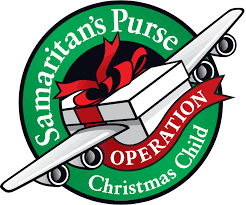 Samaritan's Purse
OPERATION
Christmas Child